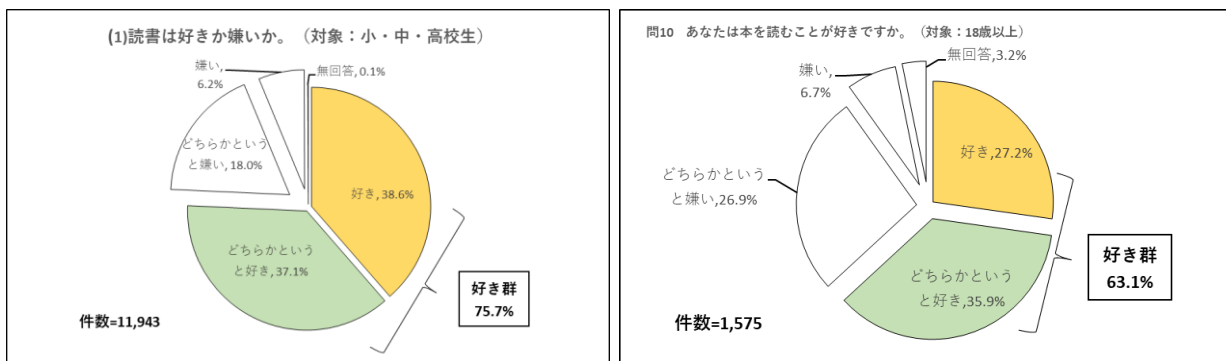 (1)読書は好きか嫌いか。（対象：小・中・高校生）
嫌い,
6.2%
無回答, 0.1%
どちらかという
と嫌い, 18.0%
好き, 38.6%
どちらかという
と好き, 37.1%
好き群
75.7%
件数=11,943
問10　あなたは本を読むことが好きですか。（対象：18歳以上）
嫌い,
6.7%
無回答,3.2%
好き,27.2%
どちらかという
と嫌い,26.9%
どちらかという
と好き,35.9%
好き群
63.1%
件数=1,575